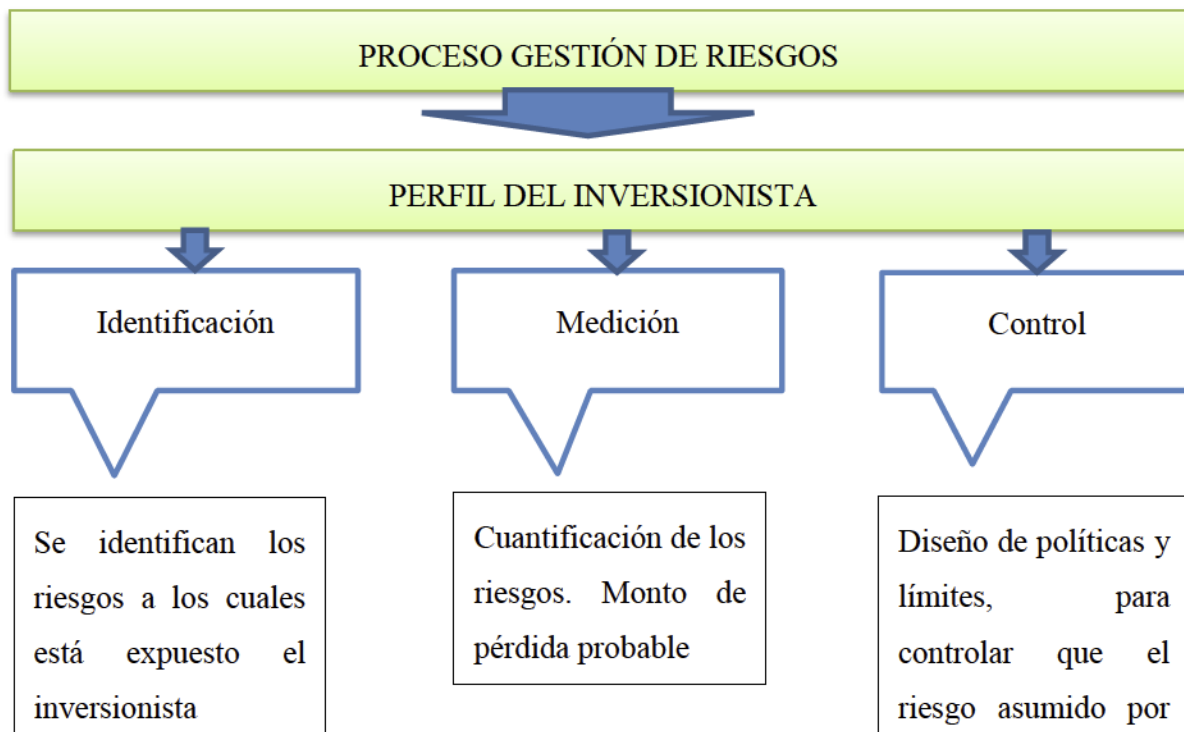 PROCESO GESTIÓN DE RIESGOS
PERFIL DEL INVERSIONISTA
Identificación
Medición
Control
Se identifican los
riesgos a los cuales
está expuesto el
inversionista
Cuantificación de los
riesgos. Monto de
pérdida probable
Diseño de políticas y
límites, para
controlar que el
riesgo asumido por